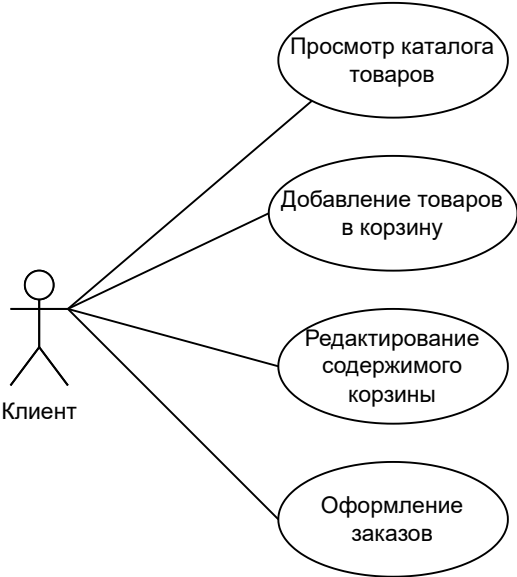 Просмотр каталога
товаров
Добавление товаров
в корзину
Редактирование
содержимого
корзины
Клиент
Оформление
заказов